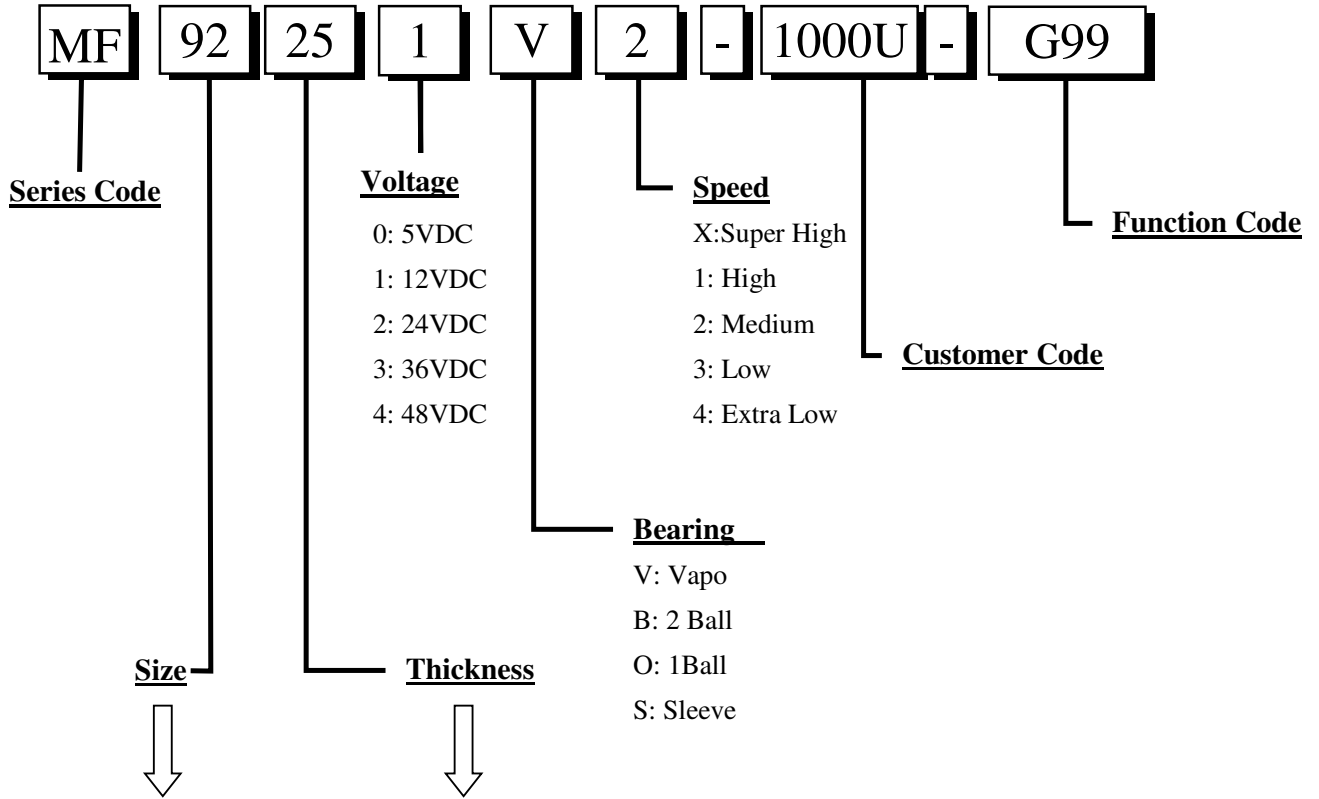 MF 92 25 1 V 2 - 1000U - G99
Series Code
Voltage
0: 5VDC
1: 12VDC
2: 24VDC
3: 36VDC
4: 48VDC
Speed
X:Super High
1: High
2: Medium
3: Low
4: Extra Low
Function Code
Customer Code
Bearing
V: Vapo
B: 2 Ball
O: 1Ball
S: Sleeve
Size
Thickness